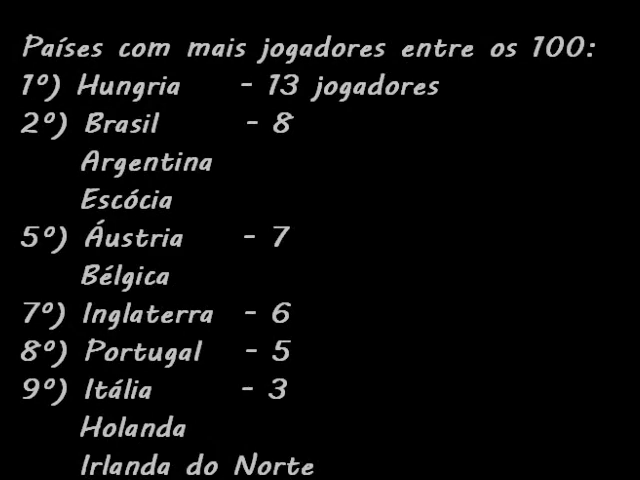 Países com mais jogadores entre os 100:
1º) Hungria - 13 jogadores
2º) Brasil - 8
Argentina
Escócia
5º) Áustria - 7
Bélgica
7º) Inglaterra - 6
8º) Portugal - 5
9º) Itália - 3
Holanda
Irlanda do Norte